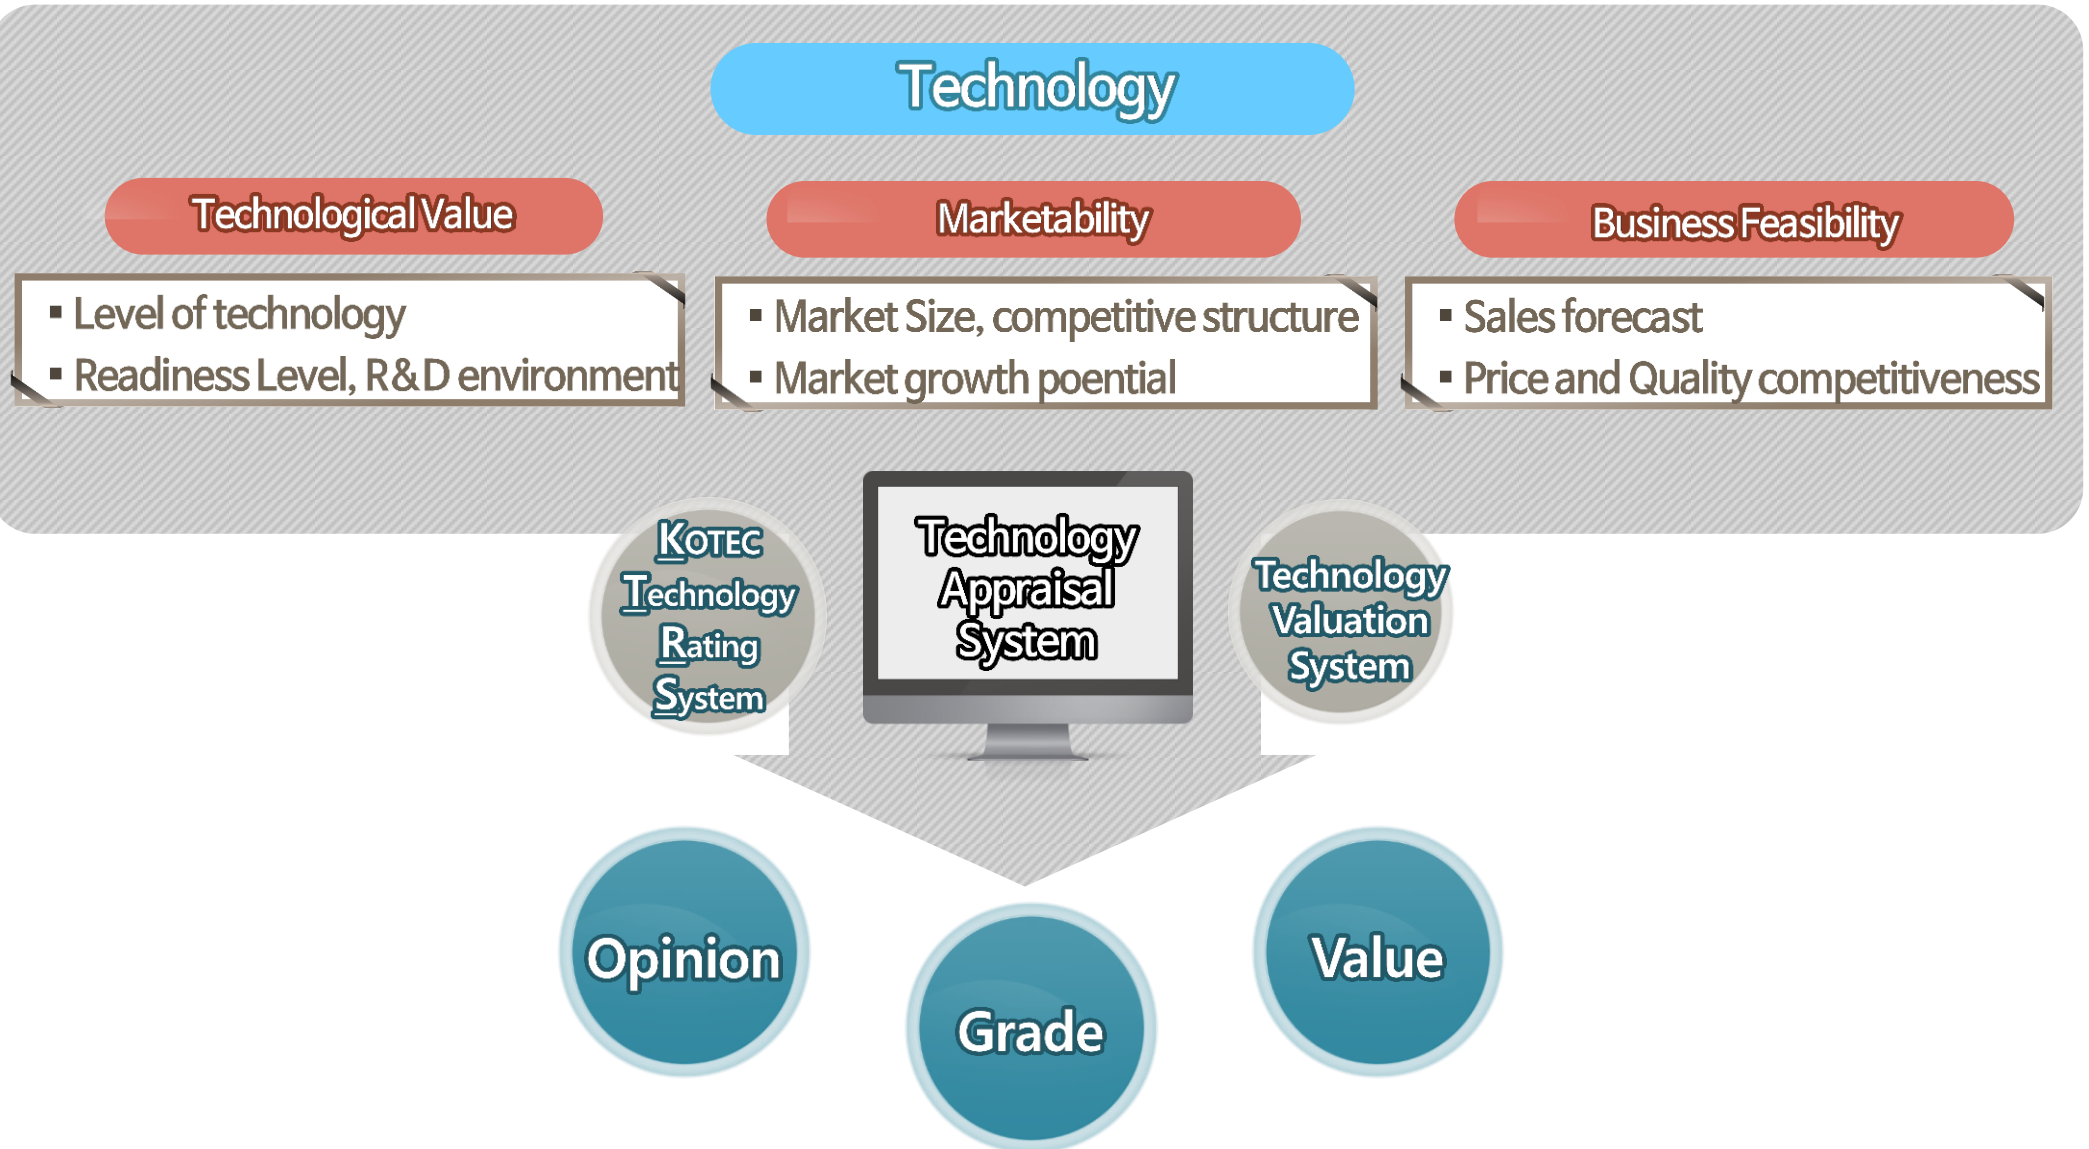 Technology
Technological Value
Marketability
Business Feasibility
▪ Level of technology
▪ Readiness Level, R&D environment
▪ Market Size, competitive structure
▪ Market growth poential
▪ Sales forecast
▪ Price and Quality competitiveness
KOTEC
Technology
Rating
System
Technology
Appraisal
System
Technology
Valuation
System
Opinion
Grade
Value